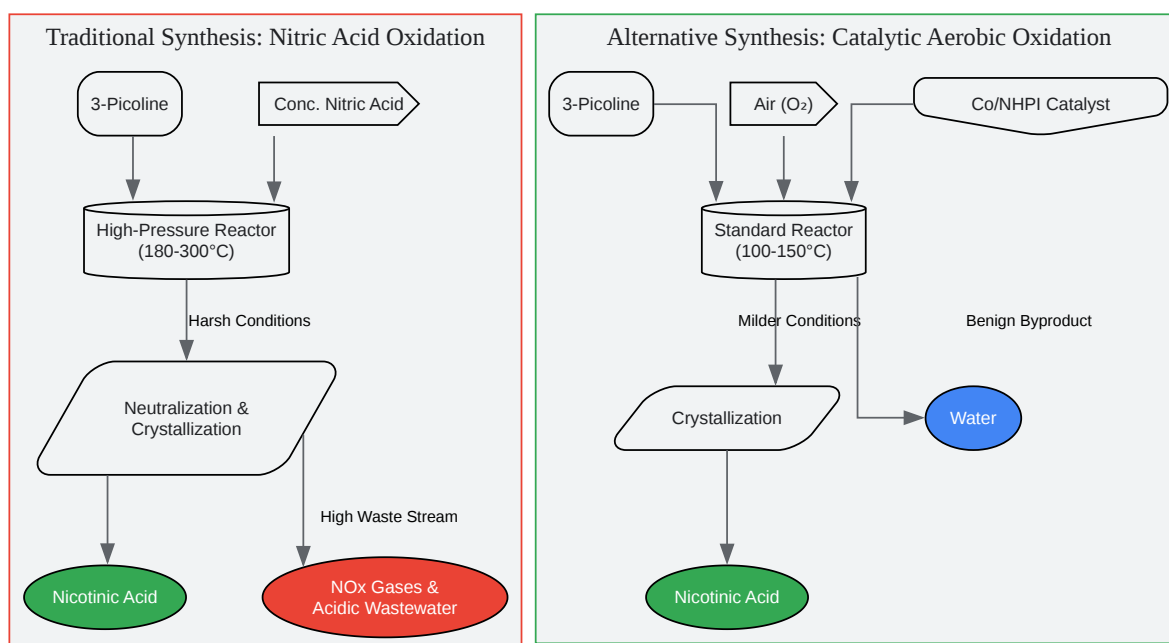 Traditional Synthesis: Nitric Acid Oxidation
3-Picoline
Conc. Nitric Acid
High-Pressure Reactor
(180-300°C)
Harsh Conditions
Neutralization &
Crystallization
High Waste Stream
Nicotinic Acid
NOx Gases &
Acidic Wastewater
Alternative Synthesis: Catalytic Aerobic Oxidation
3-Picoline
Air (O₂)
Co/NHPI Catalyst
Standard Reactor
(100-150°C)
Milder Conditions
Benign Byproduct
Crystallization
Water
Nicotinic Acid